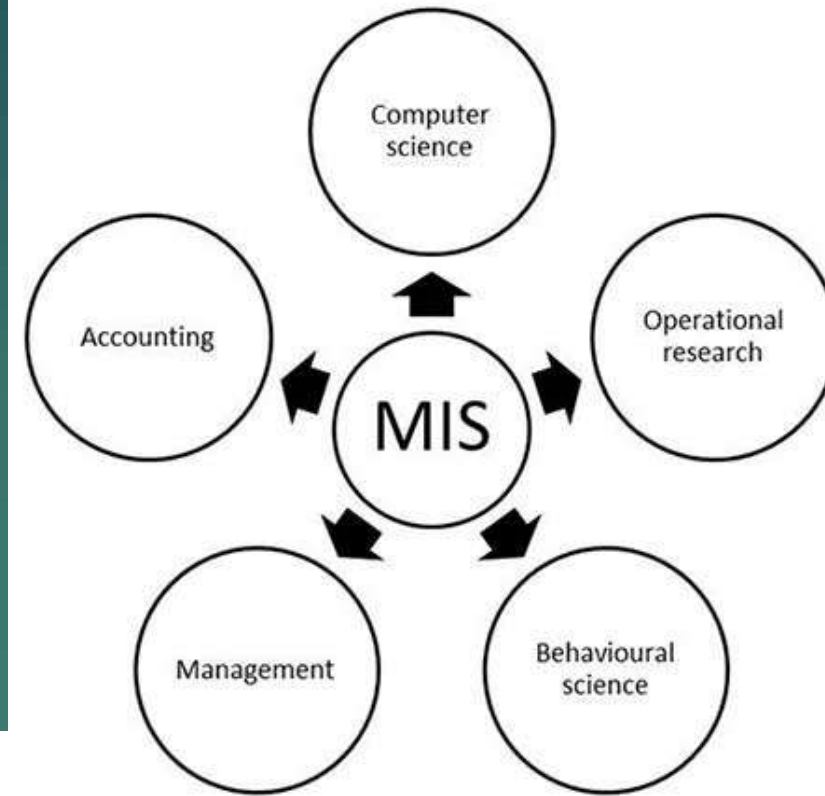 Computer
science
Accounting
Operational
research
MIS
Management
Behavioural
science